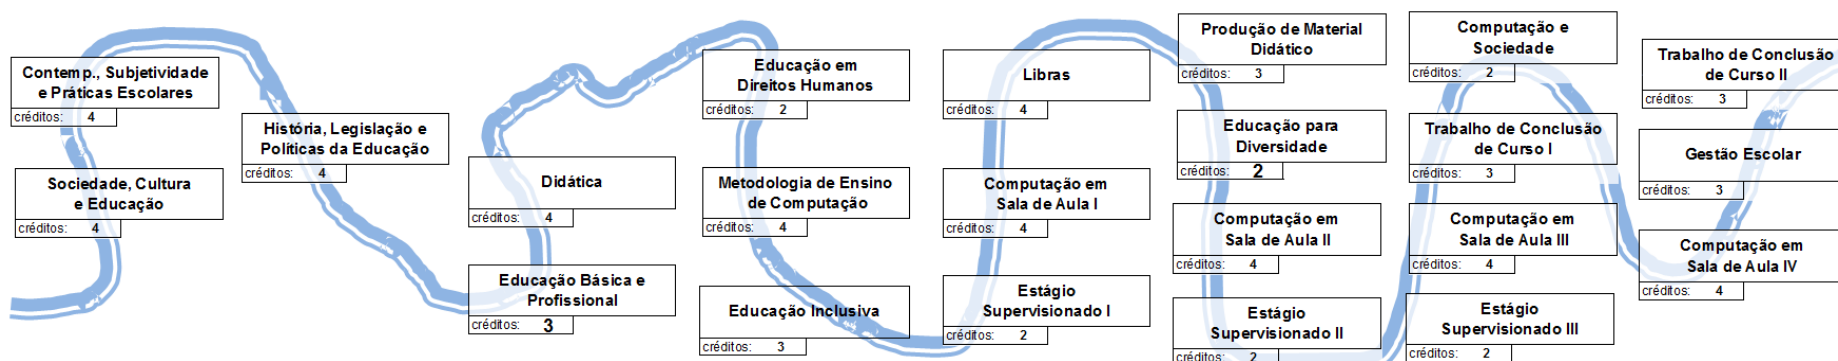 Contemp., Subjetividade
e Práticas Escolares
créditos: 4
Sociedade, Cultura
e Educação
créditos: 4
História, Legislação e
Políticas da Educação
créditos: 4
Didática
créditos: 4
Educação Básica e
Profissional
créditos: 3
Educação em
Direitos Humanos
créditos: 2
Metodologia de Ensino
de Computação
créditos: 4
Educação Inclusiva
créditos: 3
Libras
créditos: 4
Computação em
Sala de Aula I
créditos: 4
Estágio
Supervisionado I
créditos: 2
Produção de Material
Didático
créditos: 3
Educação para
Diversidade
créditos: 2
Computação em
Sala de Aula II
créditos: 4
Estágio
Supervisionado II
créditos: 2
Computação e
Sociedade
créditos: 2
Trabalho de Conclusão
de Curso I
créditos: 3
Computação em
Sala de Aula III
créditos: 4
Estágio
Supervisionado III
créditos: 2
Trabalho de Conclusão
de Curso II
créditos: 3
Gestão Escolar
créditos: 3
Computação em
Sala de Aula IV
créditos: 4